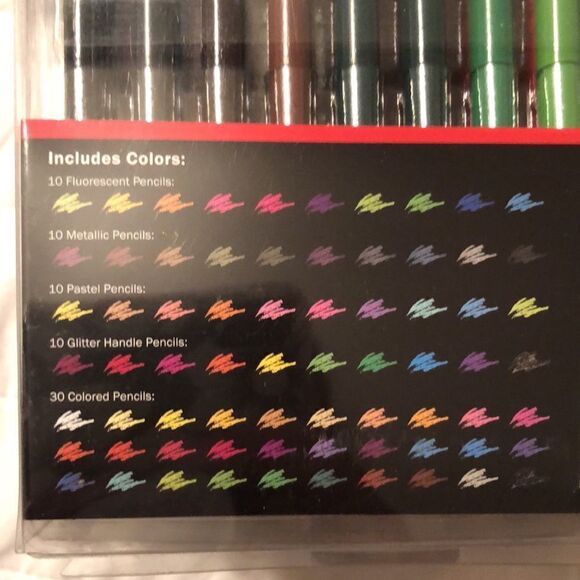 Includes Colors:
10 Fluorescent Pencils:
10 Metallic Pencils:
10 Pastel Pencils:
10 Glitter Handle Pencils:
30 Colored Pencils: